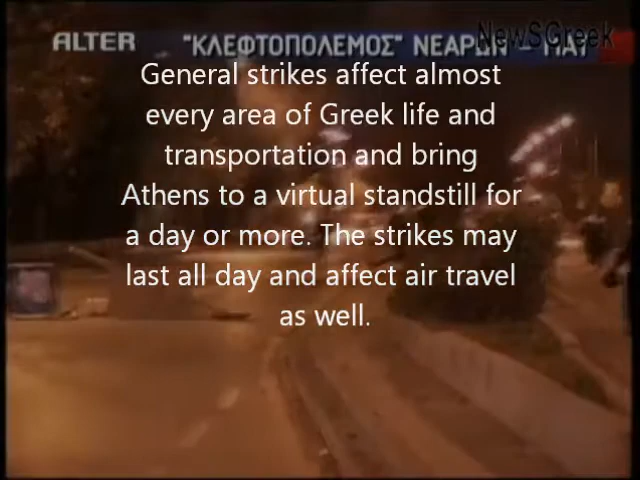 ALTER
"ΚΛΕΦΤΟΠΟΛΕΜΟΣ" ΝΕΑΡΩΝ - ΜΑΤ
NewSGreek
General strikes affect almost
every area of Greek life and
transportation and bring
Athens to a virtual standstill for
a day or more. The strikes may
last all day and affect air travel
as well.